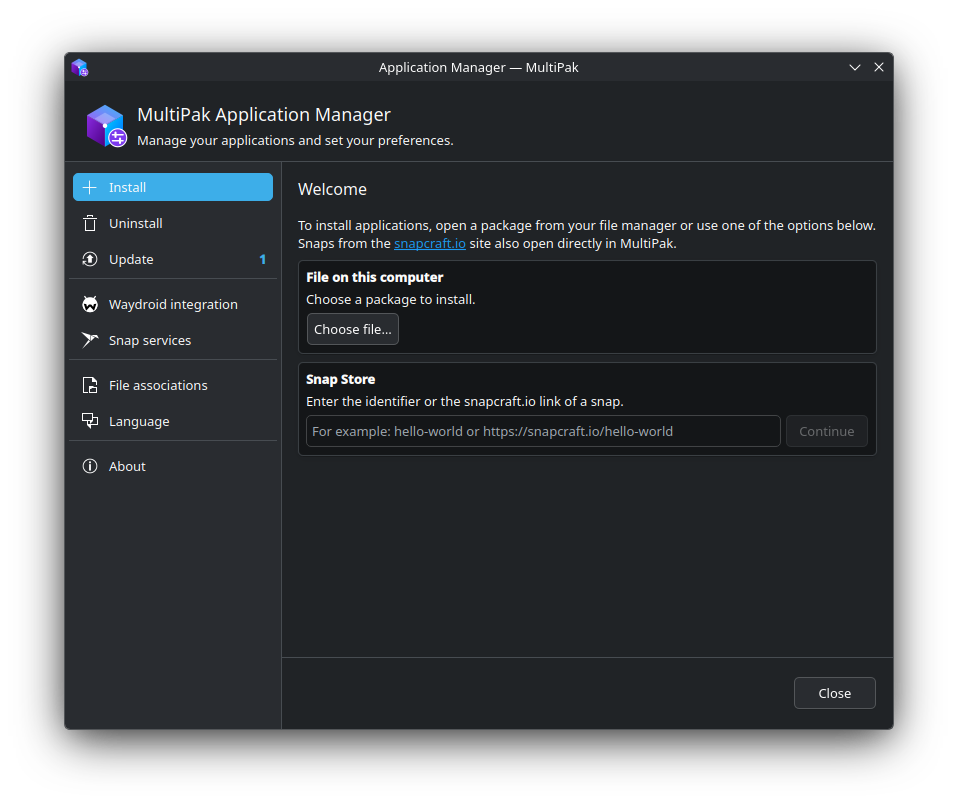 Application Manager — MultiPak
MultiPak Application Manager
Manage your applications and set your preferences.
Install
Uninstall
Update 1
Waydroid integration
Snap services
File associations
Language
About
Welcome
To install applications, open a package from your file manager or use one of the options below.
Snaps from the snapcraft.io site also open directly in MultiPak.
File on this computer
Choose a package to install.
Choose file...
Snap Store
Enter the identifier or the snapcraft.io link of a snap.
For example: hello-world or https://snapcraft.io/hello-world
Continue
Close